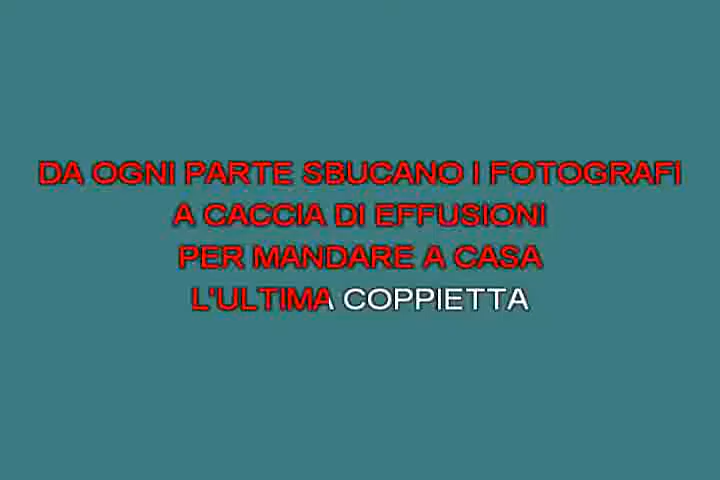 DA OGNI PARTE SBUCANO I FOTOGRAFI
A CACCIA DI EFFUSIONI
PER MANDARE A CASA
L'ULTIMA COPPIETTA